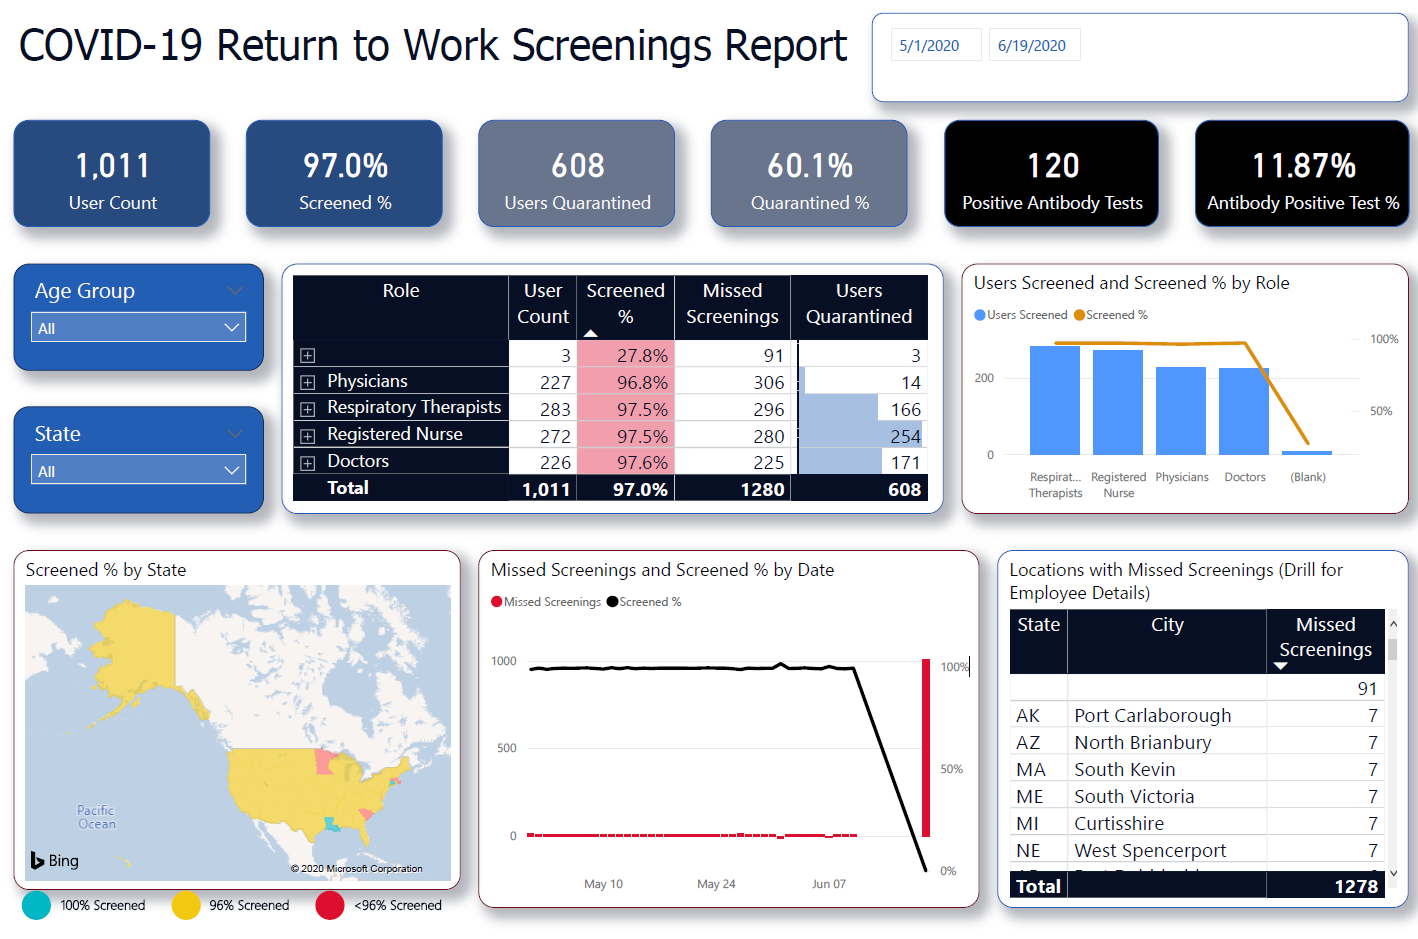 COVID-19 Return to Work Screenings Report
5/1/2020 6/19/2020
1,011
User Count
97.0%
Screened %
608
Users Quarantined
60.1%
Quarantined %
120
Positive Antibody Tests
11.87%
Antibody Positive Test %
Age Group
All
State
All
Role User Screened Missed Users
Count % Screenings Quarantined
3 27.8% 91 3
Physicians 227 96.8% 306 14
Respiratory Therapists 283 97.5% 296 166
Registered Nurse 272 97.5% 280 254
Doctors 226 97.6% 225 171
Total 1,011 97.0% 1280 608
Users Screened and Screened % by Role
Users Screened Screened %
100%
200
50%
0
Respirat... Registered Physicians Doctors (Blank)
Therapists Nurse
Screened % by State
Pacific
Ocean
Bing
© 2020 Microsoft Corporation
100% Screened 96% Screened <96% Screened
Missed Screenings and Screened % by Date
Missed Screenings Screened %
1000 100%
500
50%
0
0%
May 10 May 24 Jun 07
Locations with Missed Screenings (Drill for
Employee Details)
State City Missed
Screenings
91
AK Port Carlaborough 7
AZ North Brianbury 7
MA South Kevin 7
ME South Victoria 7
MI Curtisshire 7
NE West Spencerport 7
Total 1278